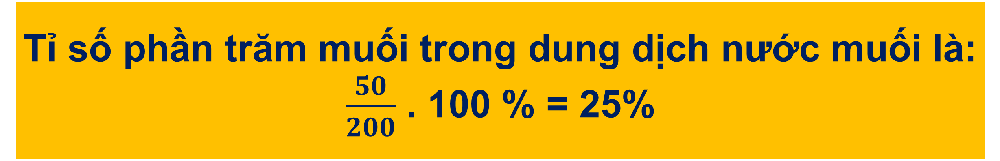 Tỉ số phần trăm muối trong dung dịch nước muối là:
50/200 . 100 % = 25%